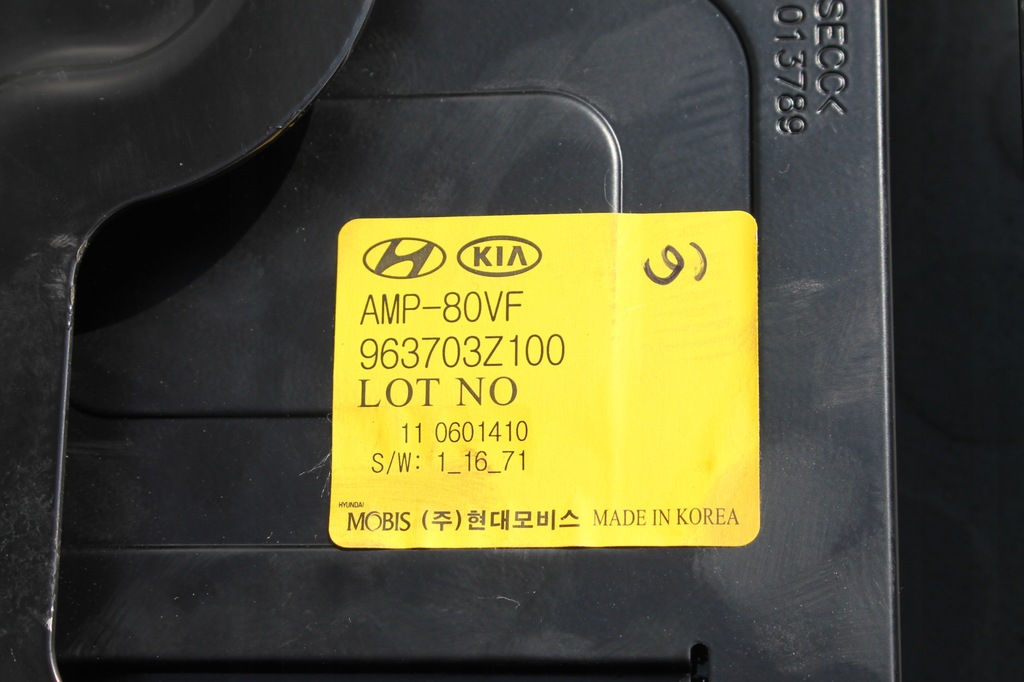 SECCK
013789
KIA
AMP-80VF
963703Z100
LOT NO
11 0601410
S/W: 1_16_71
HYUNDAI
MOBIS (주)현대모비스 MADE IN KOREA